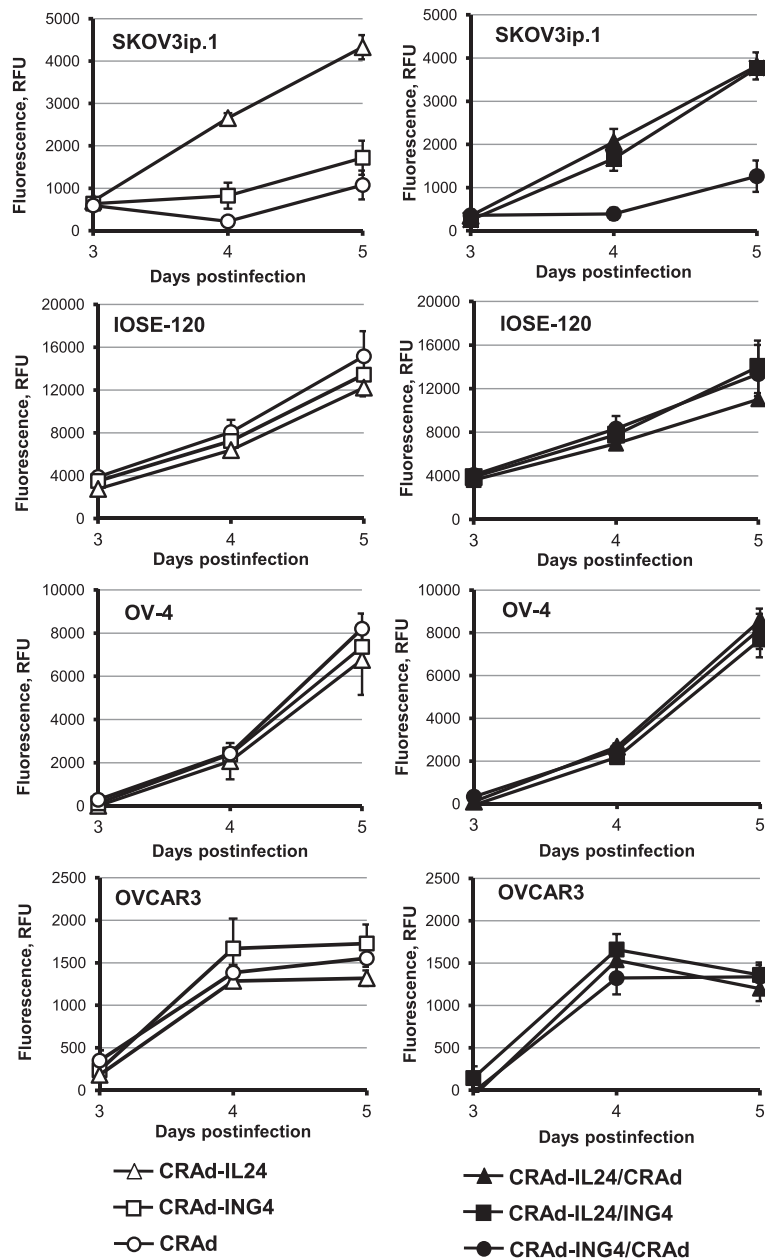 SKOV3ip.1
Fluorescence, RFU
5000
4000
3000
2000
1000
0
3 4 5
Days postinfection
SKOV3ip.1
Fluorescence, RFU
5000
4000
3000
2000
1000
0
3 4 5
Days postinfection
IOSE-120
Fluorescence, RFU
20000
16000
12000
8000
4000
0
3 4 5
Days postinfection
IOSE-120
Fluorescence, RFU
20000
16000
12000
8000
4000
0
3 4 5
Days postinfection
OV-4
Fluorescence, RFU
10000
8000
6000
4000
2000
0
3 4 5
Days postinfection
OV-4
Fluorescence, RFU
10000
8000
6000
4000
2000
0
3 4 5
Days postinfection
OVCAR3
Fluorescence, RFU
2500
2000
1500
1000
500
0
3 4 5
Days postinfection
OVCAR3
Fluorescence, RFU
2500
2000
1500
1000
500
0
3 4 5
Days postinfection
CRAd-IL24
CRAd-ING4
CRAd
CRAd-IL24/CRAd
CRAd-IL24/ING4
CRAd-ING4/CRAd